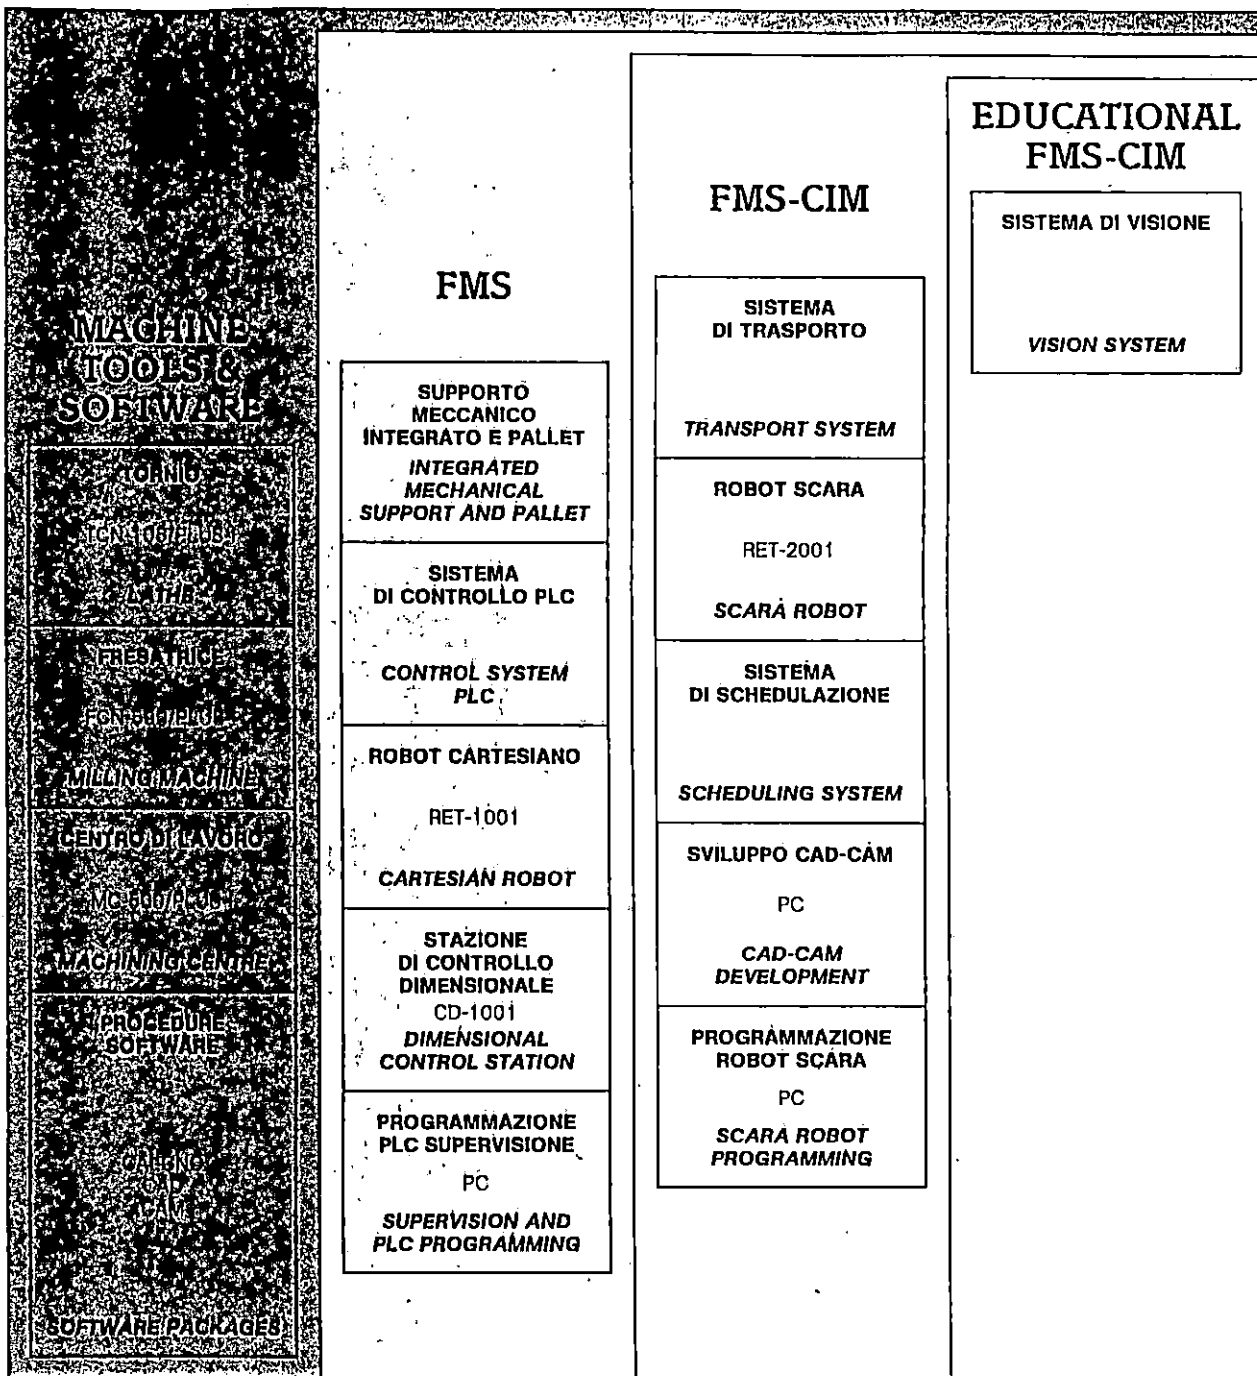 MACHINE
TOOLS &
SOFTWARE
TORNIO
LATHE
FRESATRICE
MILLING MACHINE
CENTRO DI LAVORO
MACHINING CENTRE
PROCEDURE
SOFTWARE
CAD
CAM
SOFTWARE PACKAGES
FMS
SUPPORTO
MECCANICO
INTEGRATO E PALLET
INTEGRATED
MECHANICAL
SUPPORT AND PALLET
SISTEMA
DI CONTROLLO PLC
CONTROL SYSTEM
PLC
ROBOT CARTESIANO
RET-1001
CARTESIAN ROBOT
STAZIONE
DI CONTROLLO
DIMENSIONALE
CD-1001
DIMENSIONAL
CONTROL STATION
PROGRAMMAZIONE
PLC SUPERVISIONE
PC
SUPERVISION AND
PLC PROGRAMMING
FMS-CIM
SISTEMA
DI TRASPORTO
TRANSPORT SYSTEM
ROBOT SCARA
RET-2001
SCARA ROBOT
SISTEMA
DI SCHEDULAZIONE
SCHEDULING SYSTEM
SVILUPPO CAD-CAM
PC
CAD-CAM
DEVELOPMENT
PROGRAMMAZIONE
ROBOT SCARA
PC
SCARA ROBOT
PROGRAMMING
EDUCATIONAL
FMS-CIM
SISTEMA DI VISIONE
VISION SYSTEM